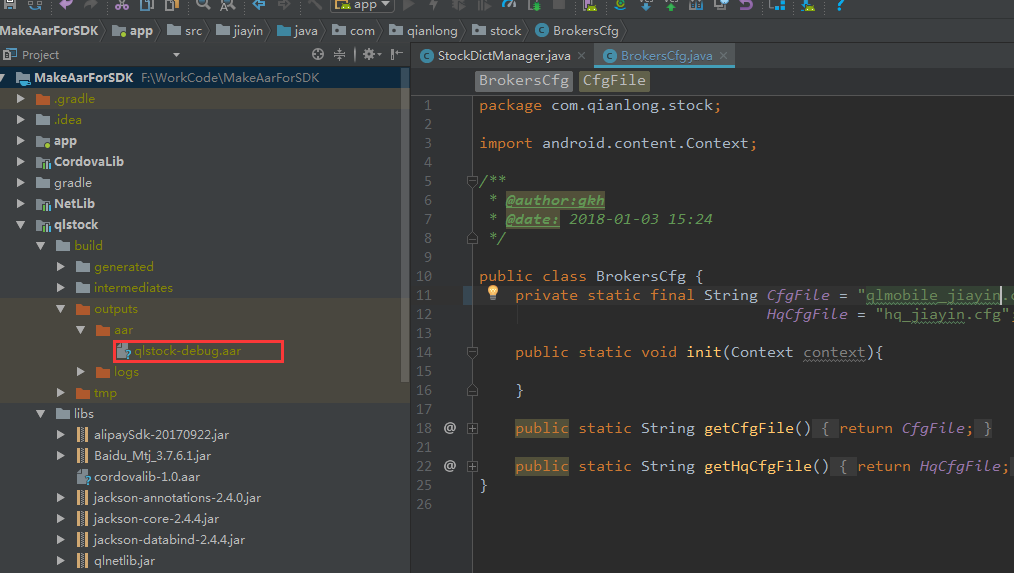 app
MakeAarForSDK app src jiayin java com qianlong stock BrokersCfg
Project
MakeAarForSDK F:\WorkCode\MakeAarForSDK
.gradle
.idea
app
CordovaLib
gradle
NetLib
qlstock
build
generated
intermediates
outputs
aar
qlstock-debug.aar
logs
tmp
libs
alipaySdk-20170922.jar
Baidu_Mtj_3.7.6.1.jar
cordovalib-1.0.aar
jackson-annotations-2.4.0.jar
jackson-core-2.4.4.jar
jackson-databind-2.4.4.jar
qlnetlib.jar
StockDictManager.java BrokersCfg.java
BrokersCfg CfgFile
1 package com.qianlong.stock;
2
3 import android.content.Context;
4
5 /**
6 * @author:gkh
7 * @date: 2018-01-03 15:24
8 */
9
10 public class BrokersCfg {
11 private static final String CfgFile = "qlmobile_jiayin.
12 HqCfgFile = "hq_jiayin.cfg";
13
14 public static void init(Context context){
15
16 }
17
18 @ public static String getCfgFile() { return CfgFile; }
21
22 @ public static String getHqCfgFile() { return HqCfgFile;
25 }
26